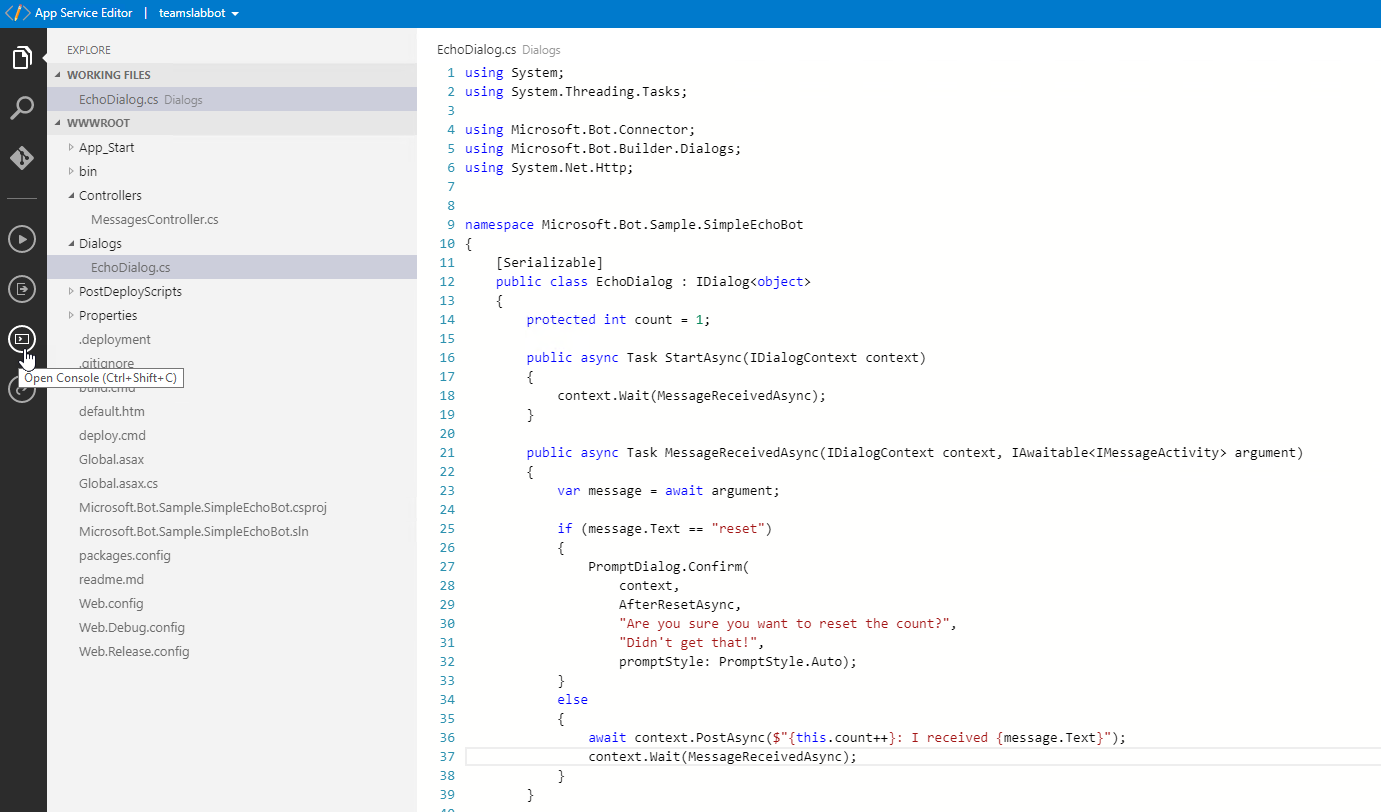 App Service Editor | teamslabbot
EXPLORE
WORKING FILES
EchoDialog.cs Dialogs
WWWROOT
App_Start
bin
Controllers
MessagesController.cs
Dialogs
EchoDialog.cs
PostDeployScripts
Properties
.deployment
.gitignore
Open Console (Ctrl+Shift+C)
build.cmd
default.htm
deploy.cmd
Global.asax
Global.asax.cs
Microsoft.Bot.Sample.SimpleEchoBot.csproj
Microsoft.Bot.Sample.SimpleEchoBot.sln
packages.config
readme.md
Web.config
Web.Debug.config
Web.Release.config
EchoDialog.cs Dialogs
1 using System;
2 using System.Threading.Tasks;
3
4 using Microsoft.Bot.Connector;
5 using Microsoft.Bot.Builder.Dialogs;
6 using System.Net.Http;
7
8
9 namespace Microsoft.Bot.Sample.SimpleEchoBot
10 {
11 [Serializable]
12 public class EchoDialog : IDialog<object>
13 {
14 protected int count = 1;
15
16 public async Task StartAsync(IDialogContext context)
17 {
18 context.Wait(MessageReceivedAsync);
19 }
20
21 public async Task MessageReceivedAsync(IDialogContext context, IAwaitable<IMessageActivity> argument)
22 {
23 var message = await argument;
24
25 if (message.Text == "reset")
26 {
27 PromptDialog.Confirm(
28 context,
29 AfterResetAsync,
30 "Are you sure you want to reset the count?",
31 "Didn't get that!",
32 promptStyle: PromptStyle.Auto);
33 }
34 else
35 {
36 await context.PostAsync($"{this.count++}: I received {message.Text}");
37 context.Wait(MessageReceivedAsync);
38 }
39 }